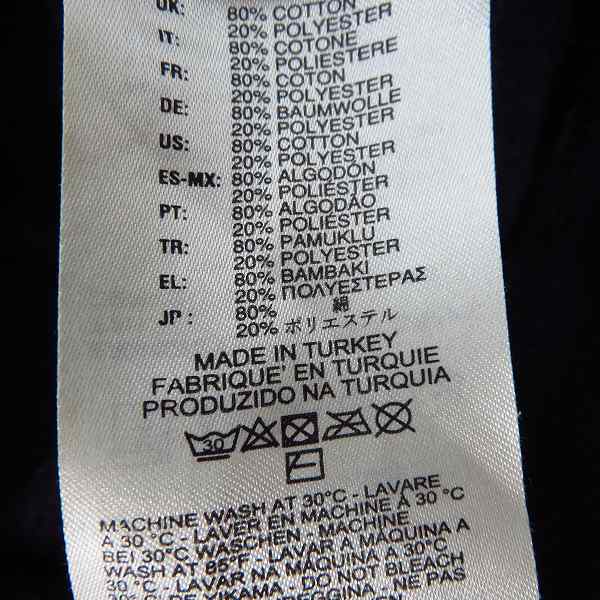 UK: 80% COTTON
20% POLYESTER
IT: 80% COTONE
20% POLIESTERE
FR: 80% COTON
20% POLYESTER
DE: 80% BAUMWOLLE
20% POLYESTER
US: 80% COTTON
20% POLYESTER
ES-MX: 80% ALGODÓN
20% POLIÉSTER
PT: 80% ALGODÃO
20% POLIÉSTER
TR: 80% PAMUKLU
20% POLYESTER
EL: 80% ΒΑΜΒΑΚΙ
20% ΠΟΛΥΕΣΤΕΡΑΣ
JP: 80% 綿
20% ポリエステル
MADE IN TURKEY
FABRIQUE' EN TURQUIE
PRODUZIDO NA TURQUIA
30
MACHINE WASH AT 30°C - LAVARE
A 30 °C - LAVER EN MACHINE À 30 °C
BEI 30°C WASCHEN - MACHINE
WASH AT 85°F - LAVAR A MÁQUINA A
30 °C - LAVAR NA MÁQUINA A 30°C
VIKAMA - DO NOT BLEACH
- NE PAS